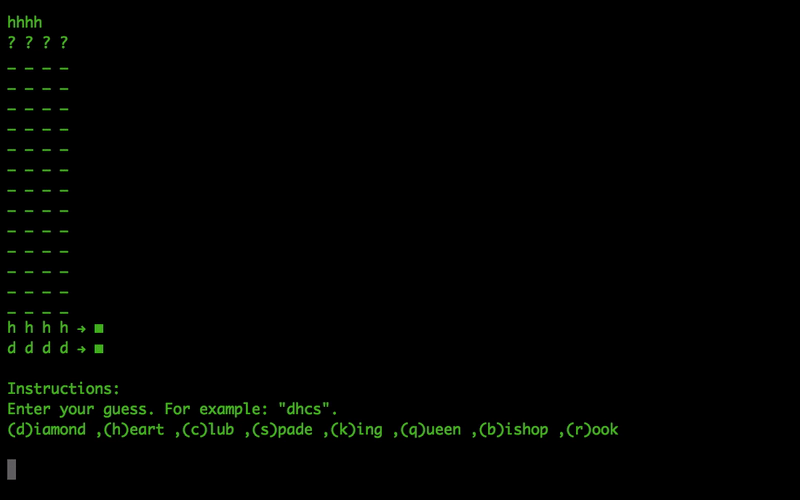 hhhh
? ? ? ?
_ _ _ _
_ _ _ _
_ _ _ _
_ _ _ _
_ _ _ _
_ _ _ _
_ _ _ _
_ _ _ _
_ _ _ _
_ _ _ _
_ _ _ _
_ _ _ _
_ _ _ _
h h h h → ■
d d d d → ■
Instructions:
Enter your guess. For example: "dhcs".
(d)iamond ,(h)eart ,(c)lub ,(s)pade ,(k)ing ,(q)ueen ,(b)ishop ,(r)ook